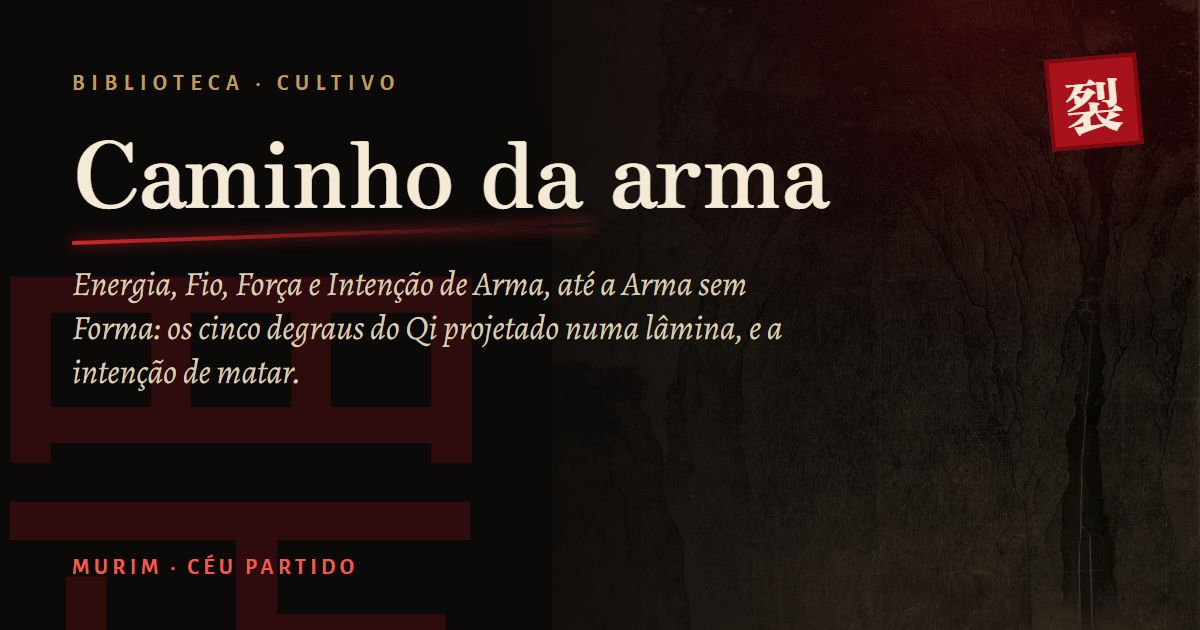 BIBLIOTECA · CULTIVO
裂
Caminho da arma
Energia, Fio, Força e Intenção de Arma, até a Arma sem
Forma: os cinco degraus do Qi projetado numa lâmina, e a
intenção de matar.
MURIM · CÉU PARTIDO